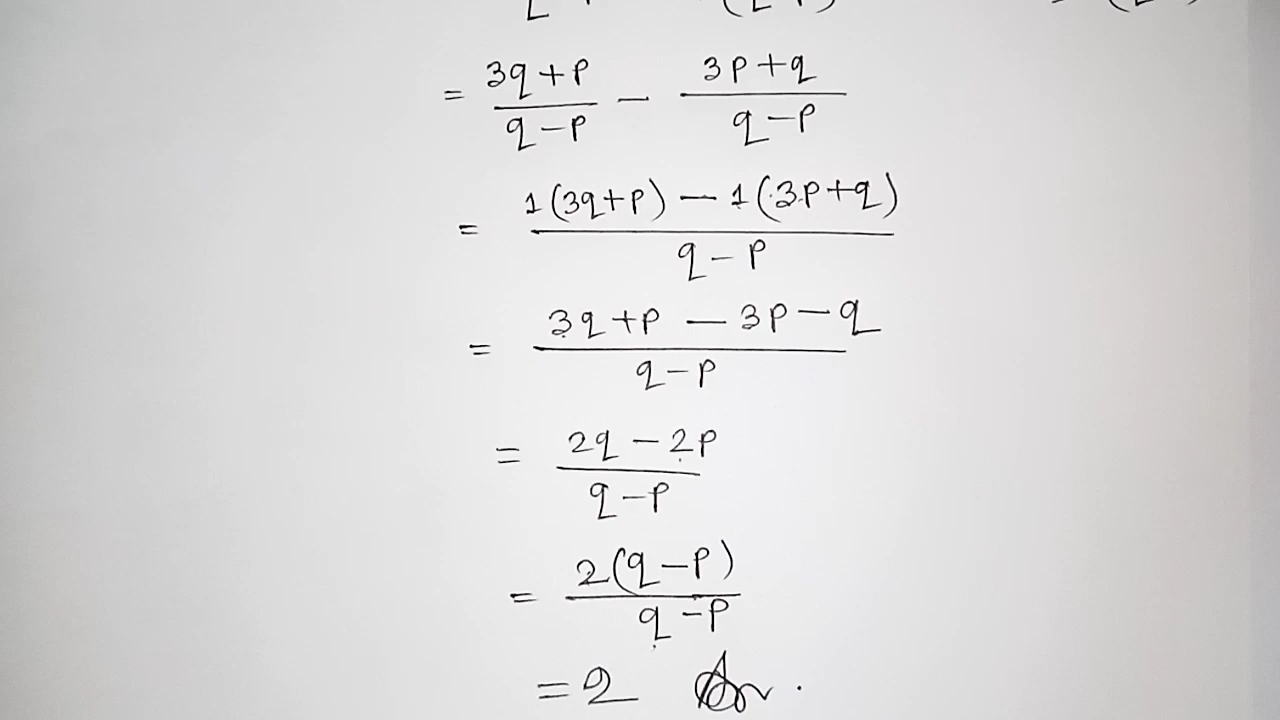 = (3q+p)/(q-p) - (3p+q)/(q-p)
= (1(3q+p) - 1(3p+q))/(q-p)
= (3q+p - 3p-q)/(q-p)
= (2q-2p)/(q-p)
= (2(q-p))/(q-p)
=2 Ans.